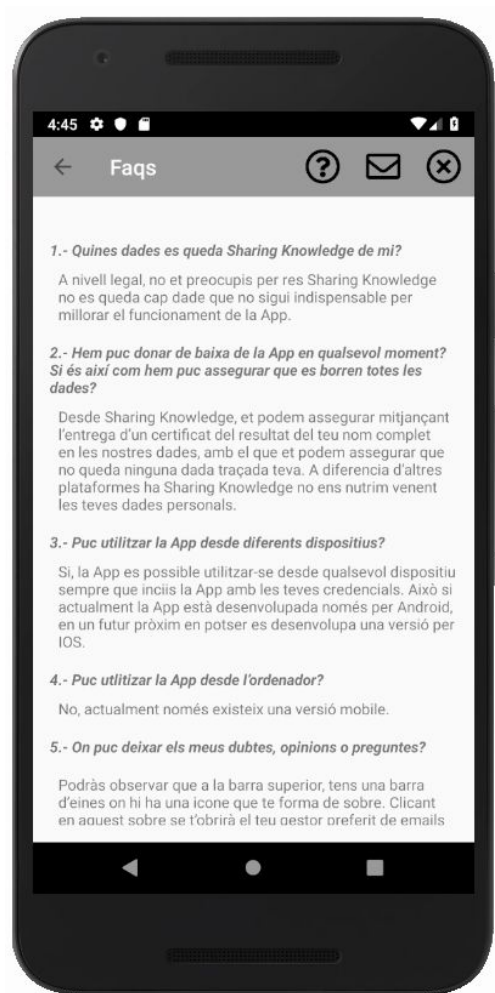 4:45
Faqs
1.- Quines dades es queda Sharing Knowledge de mi?
A nivell legal, no et preocupis per res Sharing Knowledge
no es queda cap dade que no sigui indispensable per
millorar el funcionament de la App.
2.- Hem puc donar de baixa de la App en qualsevol moment?
Si és així com hem puc assegurar que es borren totes les
dades?
Desde Sharing Knowledge, et podem assegurar mitjançant
l'entrega d'un certificat del resultat del teu nom complet
en les nostres dades, amb el que et podem assegurar que
no queda ninguna dada traçada teva. A diferencia d'altres
plataformes ha Sharing Knowledge no ens nutrim venent
les teves dades personals.
3.- Puc utilitzar la App desde diferents dispositius?
Si, la App es possible utilitzar-se desde qualsevol dispositiu
sempre que inciis la App amb les teves credencials. Això si
actualment la App està desenvolupada només per Android,
en un futur pròxim en potser es desenvolupa una versió per
IOS.
4.- Puc utlitizar la App desde l'ordenador?
No, actualment només existeix una versió mobile.
5.- On puc deixar els meus dubtes, opinions o preguntes?
Podràs observar que a la barra superior, tens una barra
d'eines on hi ha una icone que te forma de sobre. Clicant
en aquest sobre se t'obrirà el teu gestor preferit de emails